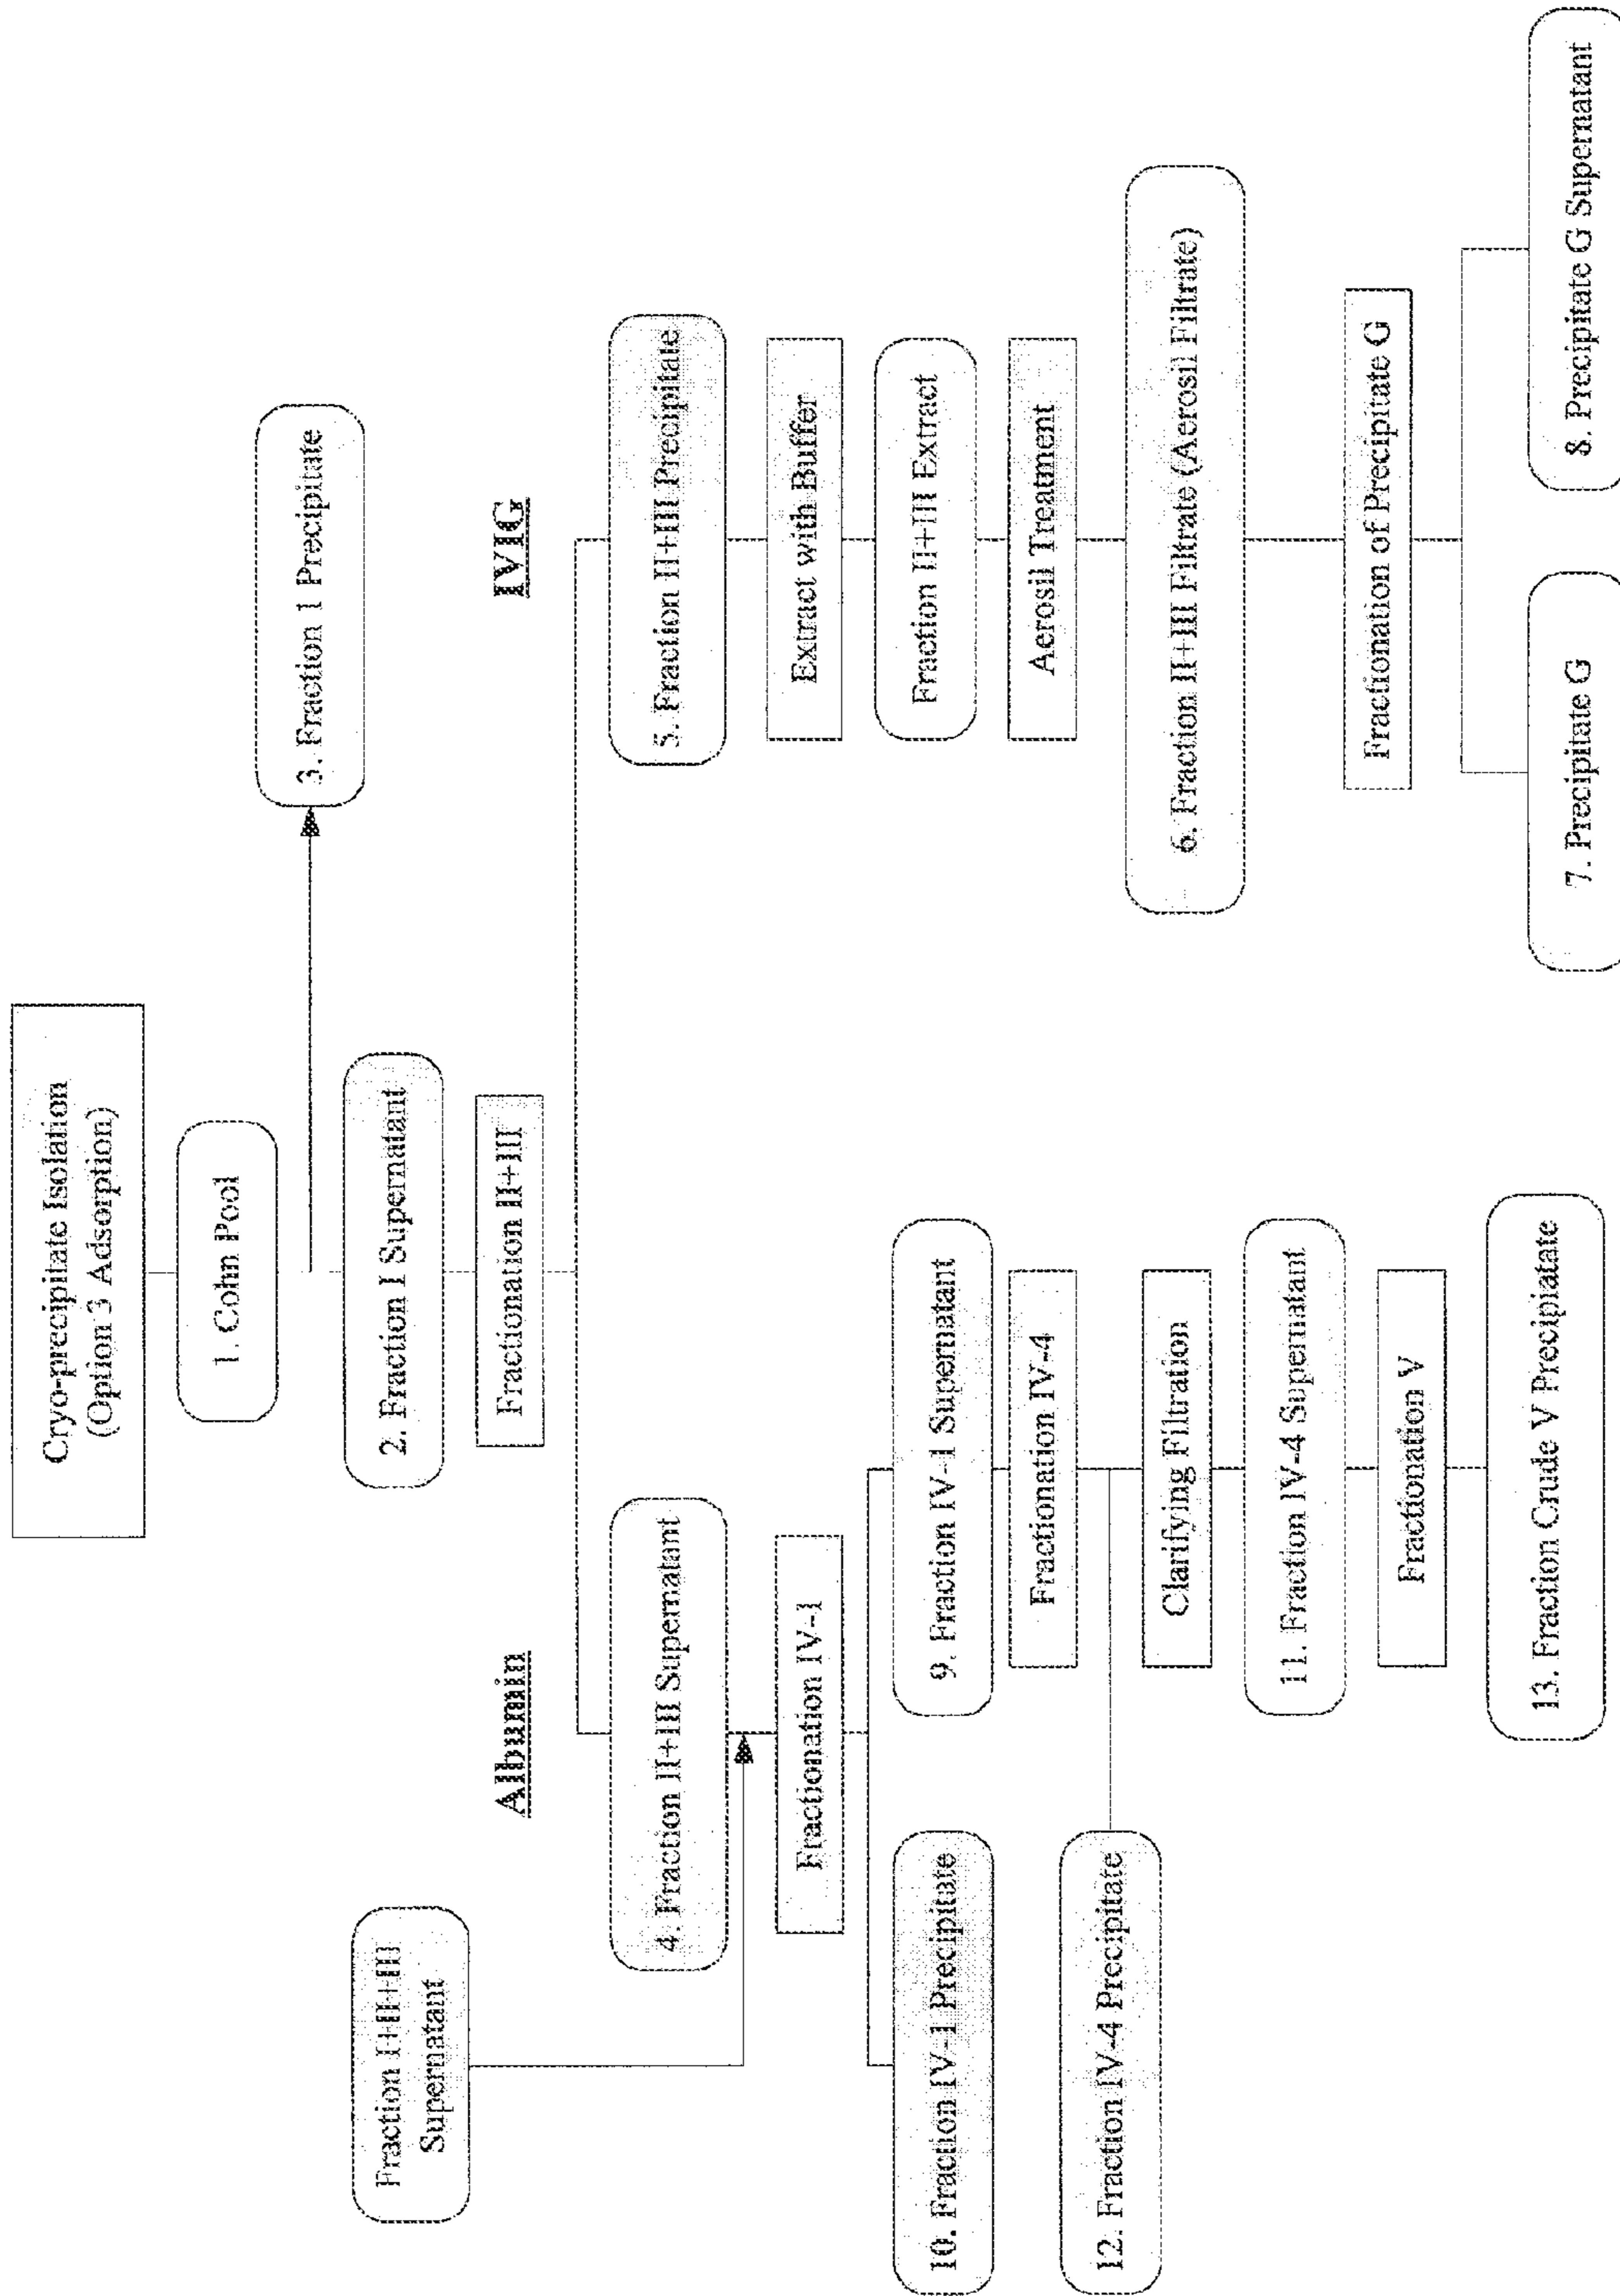 Cryo-precipitate Isolation
(Option 3 Adsorption)
1. Cohn Pool
3. Fraction 1 Precipitate
2. Fraction I Supernatant
Fraction I+II+III
Supernatant
Fractionation II+III
Albumin
IVIG
4. Fraction II+III Supernatant
5. Fraction II+III Precipitate
Fractionation IV-1
Extract with Buffer
10. Fraction IV-1 Precipitate
9. Fraction IV-1 Supernatant
Fraction II+III Extract
Fractionation IV-4
Aerosil Treatment
12. Fraction IV-4 Precipitate
Clarifying Filtration
6. Fraction II+III Filtrate (Aerosil Filtrate)
11. Fraction IV-4 Supernatant
Fractionation V
Fractionation of Precipitate G
13. Fraction Crude V Precipiatate
7. Precipitate G
8. Precipitate G Supernatant